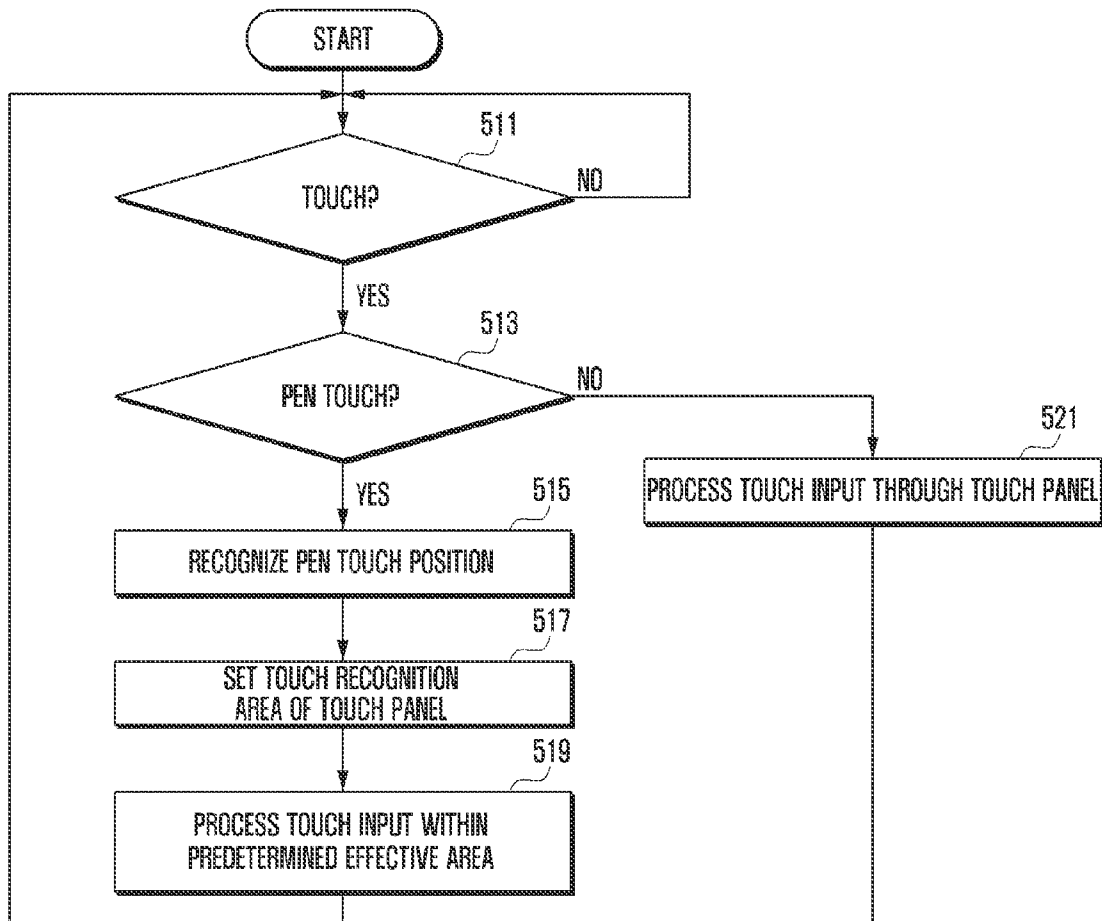 START
511
TOUCH?
NO
YES
513
PEN TOUCH?
NO
521
PROCESS TOUCH INPUT THROUGH TOUCH PANEL
YES
515
RECOGNIZE PEN TOUCH POSITION
517
SET TOUCH RECOGNITION
AREA OF TOUCH PANEL
519
PROCESS TOUCH INPUT WITHIN
PREDETERMINED EFFECTIVE AREA